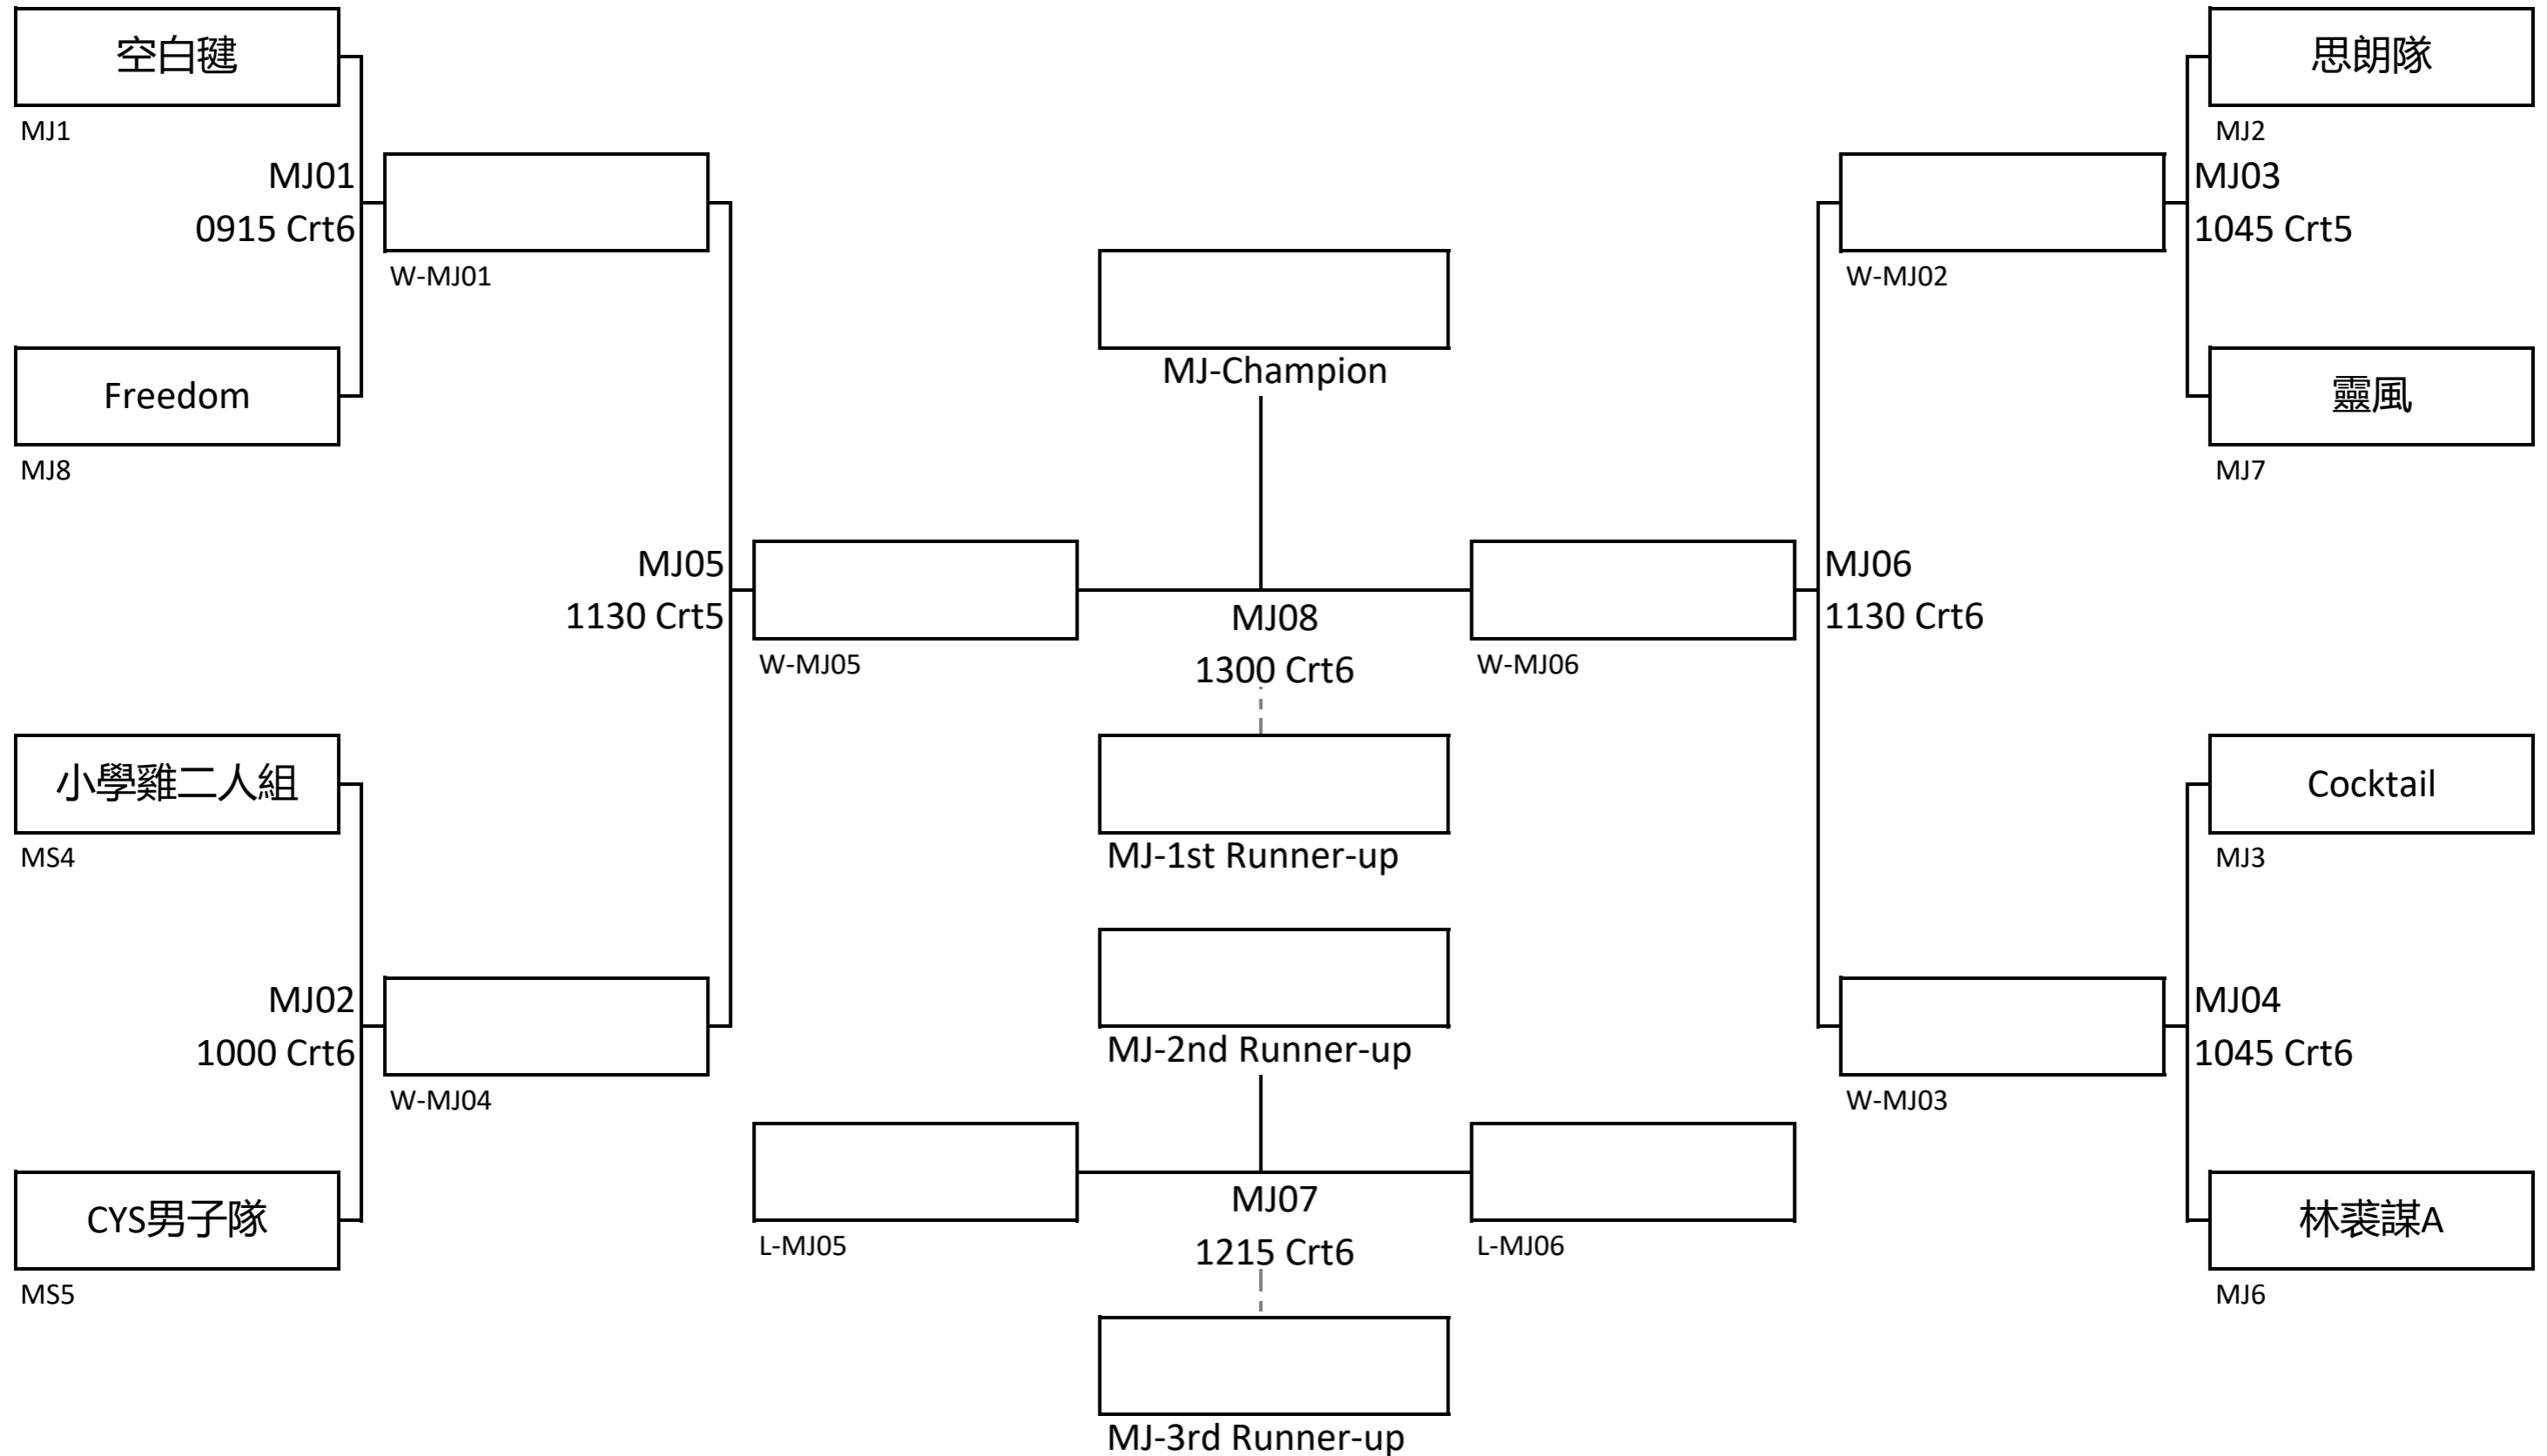 空白毽
MJ1
MJ01
0915 Crt6
W-MJ01
Freedom
MJ8
MJ05
1130 Crt5
W-MJ05
小學雞二人組
MS4
MJ02
1000 Crt6
W-MJ04
CYS男子隊
MS5
MJ-Champion
MJ08
1300 Crt6
MJ-1st Runner-up
MJ-2nd Runner-up
L-MJ05
MJ07
1215 Crt6
L-MJ06
MJ-3rd Runner-up
思朗隊
MJ2
MJ03
1045 Crt5
W-MJ02
靈風
MJ7
MJ06
1130 Crt6
W-MJ06
Cocktail
MJ3
MJ04
1045 Crt6
W-MJ03
林裘謀A
MJ6